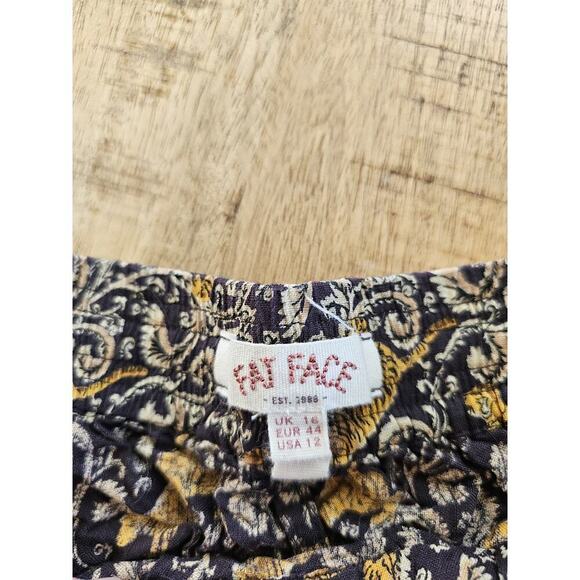 FAT FACE
- EST. 1988 -
UK 16
EUR 44
USA 12